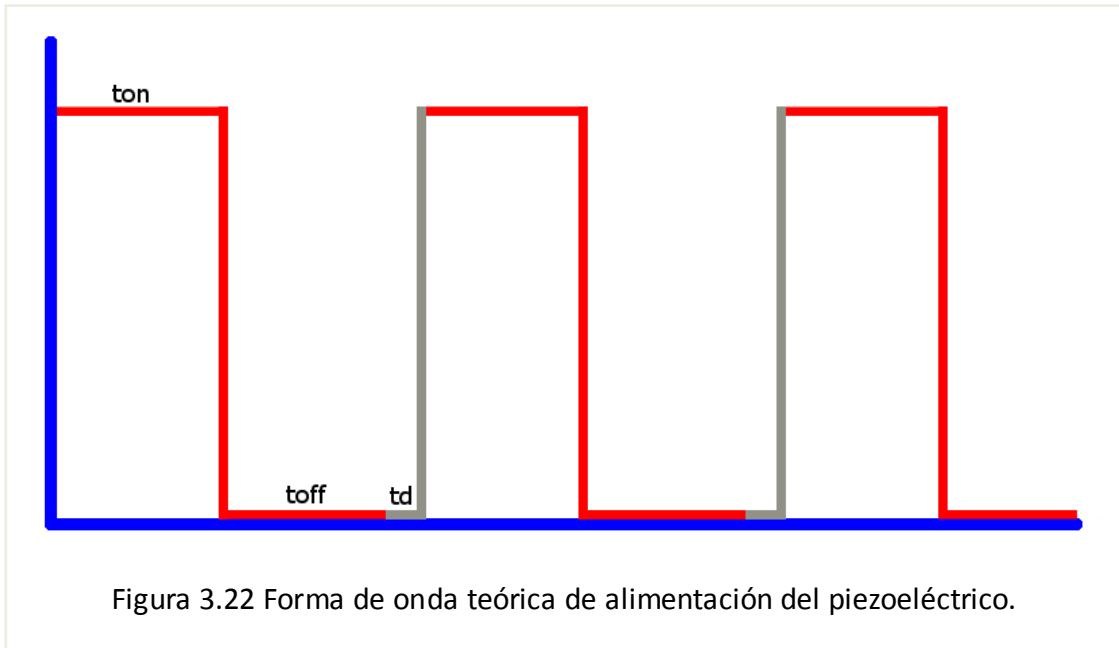 ton
toff
td
Figura 3.22 Forma de onda teórica de alimentación del piezoeléctrico.